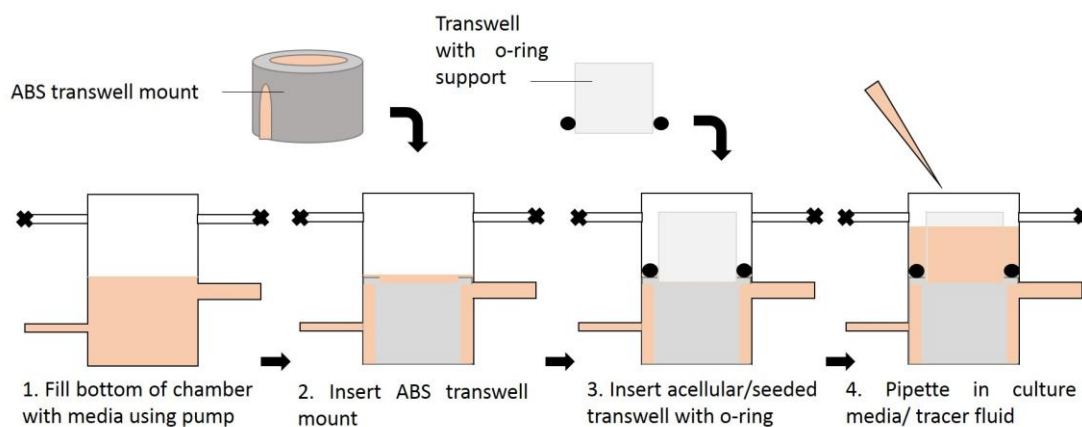 Transwell
with o-ring
support
ABS transwell mount
1. Fill bottom of chamber
with media using pump
2. Insert ABS transwell
mount
3. Insert acellular/seeded
transwell with o-ring
4. Pipette in culture
media/ tracer fluid